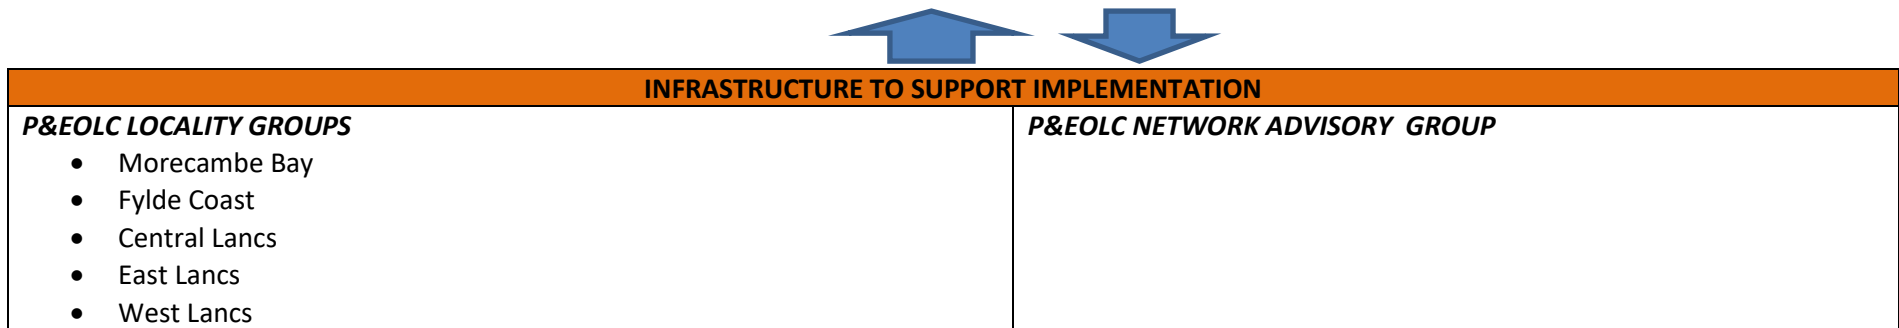 INFRASTRUCTURE TO SUPPORT IMPLEMENTATION
P&EOLC LOCALITY GROUPS
• Morecambe Bay
• Fylde Coast
• Central Lancs
• East Lancs
• West Lancs
P&EOLC NETWORK ADVISORY  GROUP